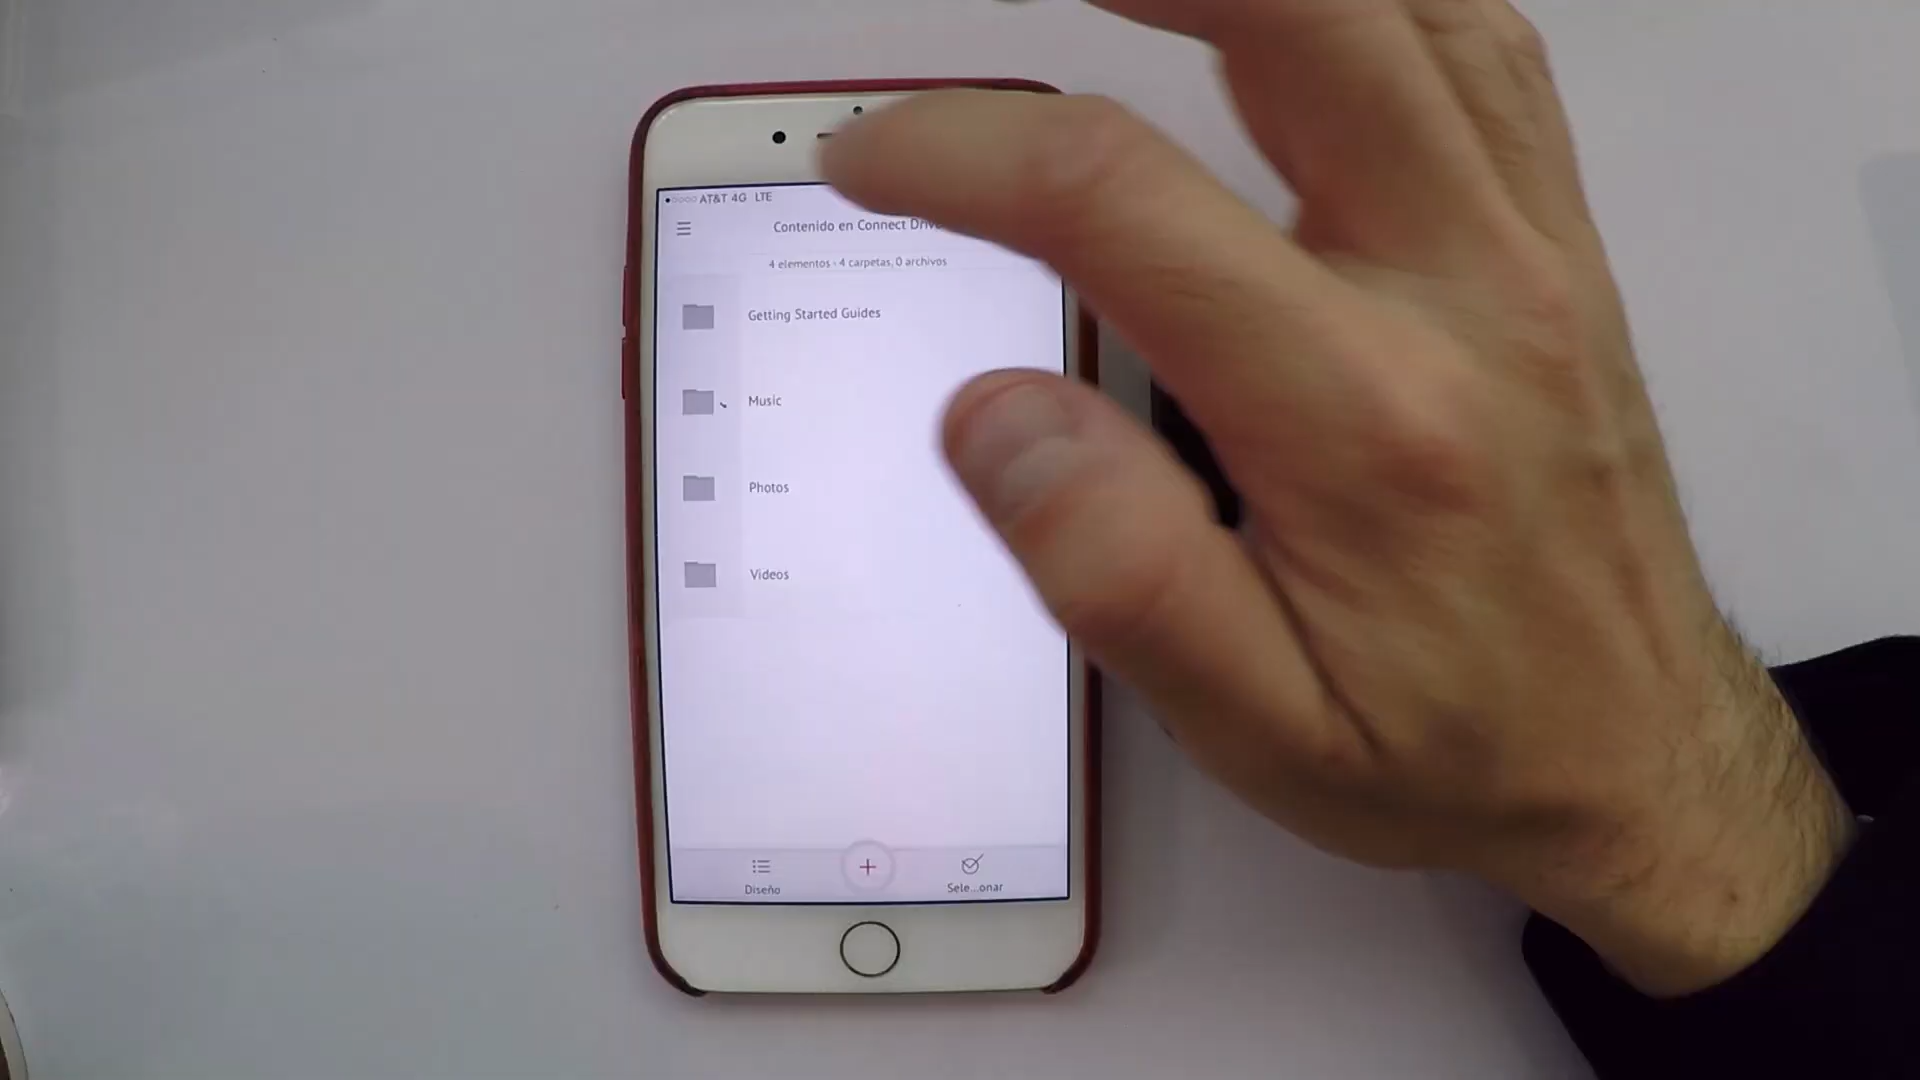 AT&T 4G LTE
Contenido en Connect
4 elementos - 4 carpetas, 0 archivos
Getting Started Guides
Music
Photos
Videos
Diseño
Sele...onar